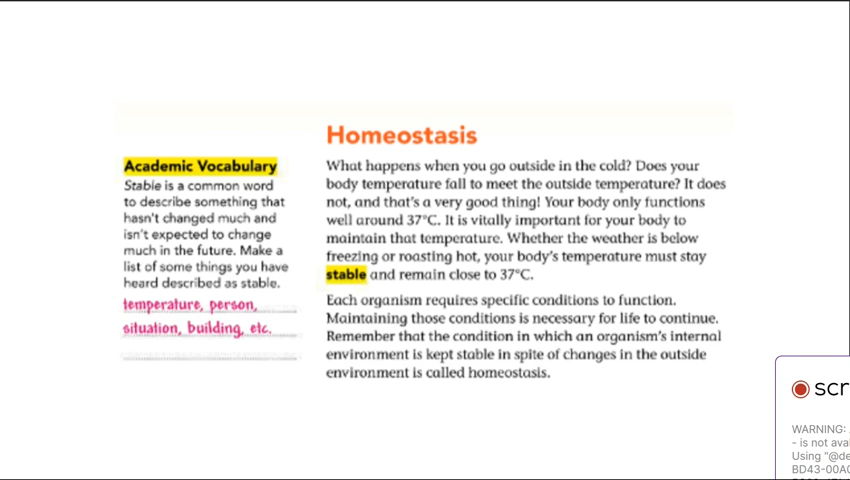 Homeostasis
Academic Vocabulary
Stable is a common word
to describe something that
hasn't changed much and
isn't expected to change
much in the future. Make a
list of some things you have
heard described as stable.
temperature, person,
situation, building, etc.
What happens when you go outside in the cold? Does your
body temperature fall to meet the outside temperature? It does
not, and that's a very good thing! Your body only functions
well around 37°C. It is vitally important for your body to
maintain that temperature. Whether the weather is below
freezing or roasting hot, your body's temperature must stay
stable and remain close to 37°C.
Each organism requires specific conditions to function.
Maintaining those conditions is necessary for life to continue.
Remember that the condition in which an organism's internal
environment is kept stable in spite of changes in the outside
environment is called homeostasis.
scr
WARNING:
- is not ava
Using "@de
BD43-00A0